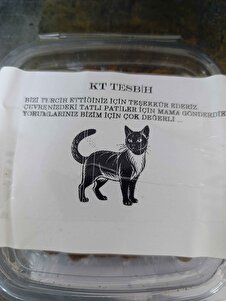 KT TESBİH
BİZİ TERCİH ETTİĞİNİZ İÇİN TEŞEKKÜR EDERİZ
ÇEVRENİZDEKİ TATLI PATİLER İÇİN MAMA GÖNDERDİK
YORUMLARINIZ BİZİM İÇİN ÇOK DEĞERLİ ...